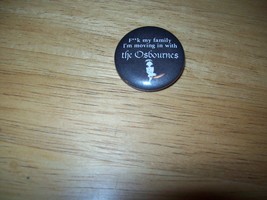 F**k my family
I'm moving in with
the Osbournes